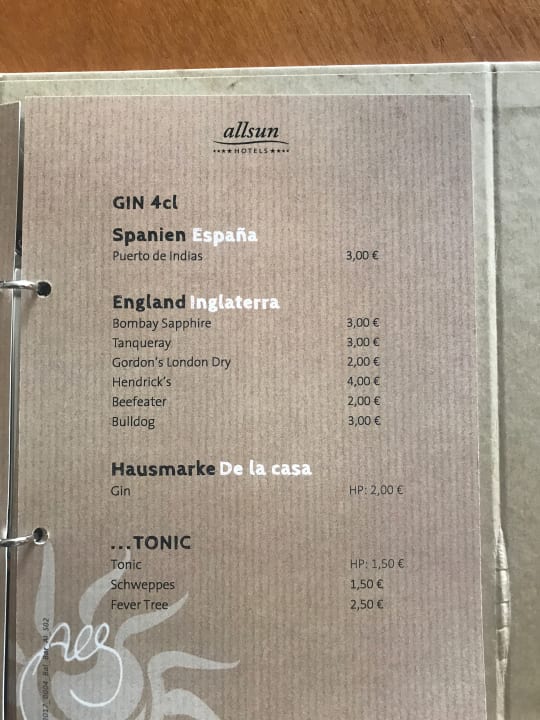 allsun
HOTELS
GIN 4cl
Spanien España
Puerto de Indias 3,00 €
England Inglaterra
Bombay Sapphire 3,00 €
Tanqueray 3,00 €
Gordon's London Dry 2,00 €
Hendrick's 4,00 €
Beefeater 2,00 €
Bulldog 3,00 €
Hausmarke De la casa
Gin HP: 2,00 €
...TONIC
Tonic HP: 1,50 €
Schweppes 1,50 €
Fever Tree 2,50 €